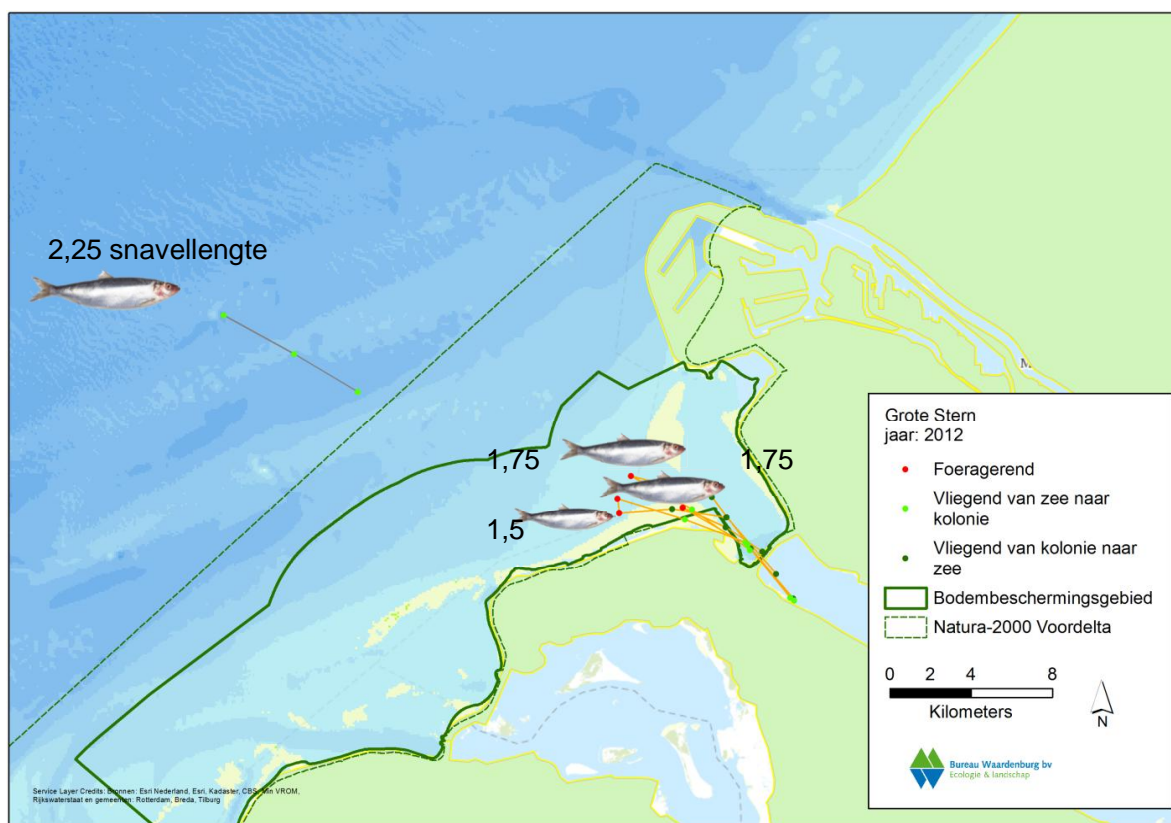 2,25 snavellengte
1,75
1,75
1,5
M
Grote Stern
jaar: 2012
Foeragerend
Vliegend van zee naar
kolonie
Vliegend van kolonie naar
zee
Bodembeschermingsgebied
Natura-2000 Voordelta
0 2 4 8
Kilometers
N
Bureau Waardenburg bv
Ecologie & landschap
Service Layer Credits: Bronnen: Esri Nederland, Esri, Kadaster, CBS, Min VROM,
Rijkswaterstaat en gemeenten: Rotterdam, Breda, Tilburg